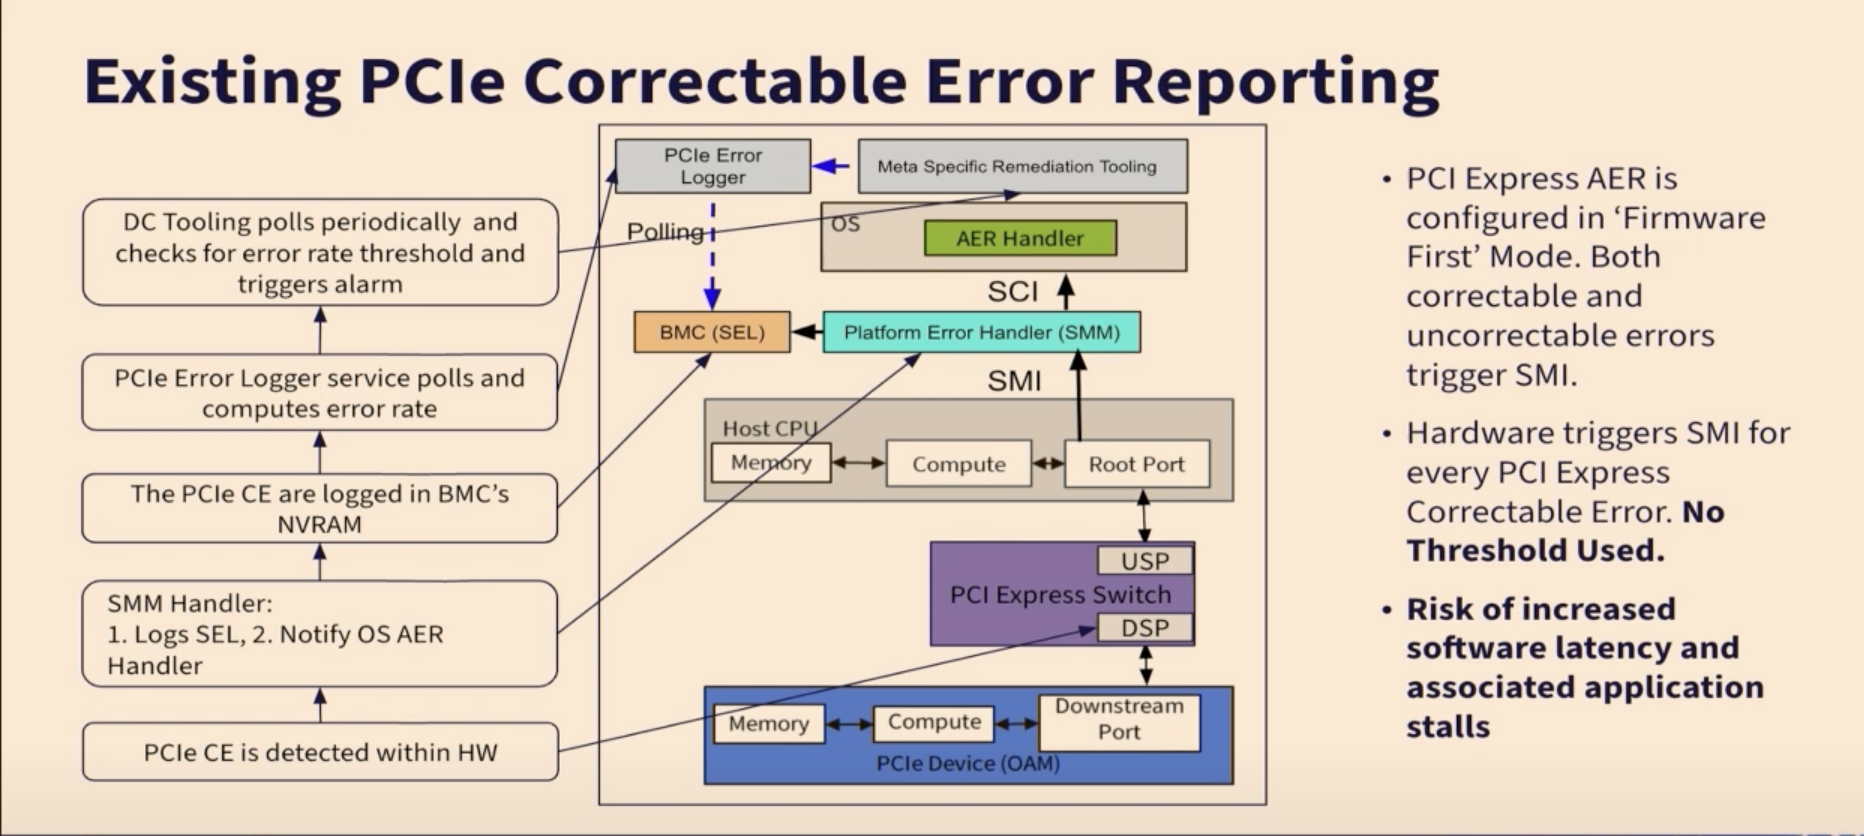 Existing PCIe Correctable Error Reporting
DC Tooling polls periodically and
checks for error rate threshold and
triggers alarm
PCIe Error Logger service polls and
computes error rate
The PCIe CE are logged in BMC’s
NVRAM
SMM Handler:
1. Logs SEL, 2. Notify OS AER
Handler
PCIe CE is detected within HW
PCIe Error
Logger
Meta Specific Remediation Tooling
Polling
OS
AER Handler
SCI
BMC (SEL)
Platform Error Handler (SMM)
SMI
Host CPU
Memory
Compute
Root Port
USP
PCI Express Switch
DSP
Memory
Compute
Downstream
Port
PCIe Device (OAM)
• PCI Express AER is
configured in ‘Firmware
First’ Mode. Both
correctable and
uncorrectable errors
trigger SMI.
• Hardware triggers SMI for
every PCI Express
Correctable Error. No
Threshold Used.
• Risk of increased
software latency and
associated application
stalls